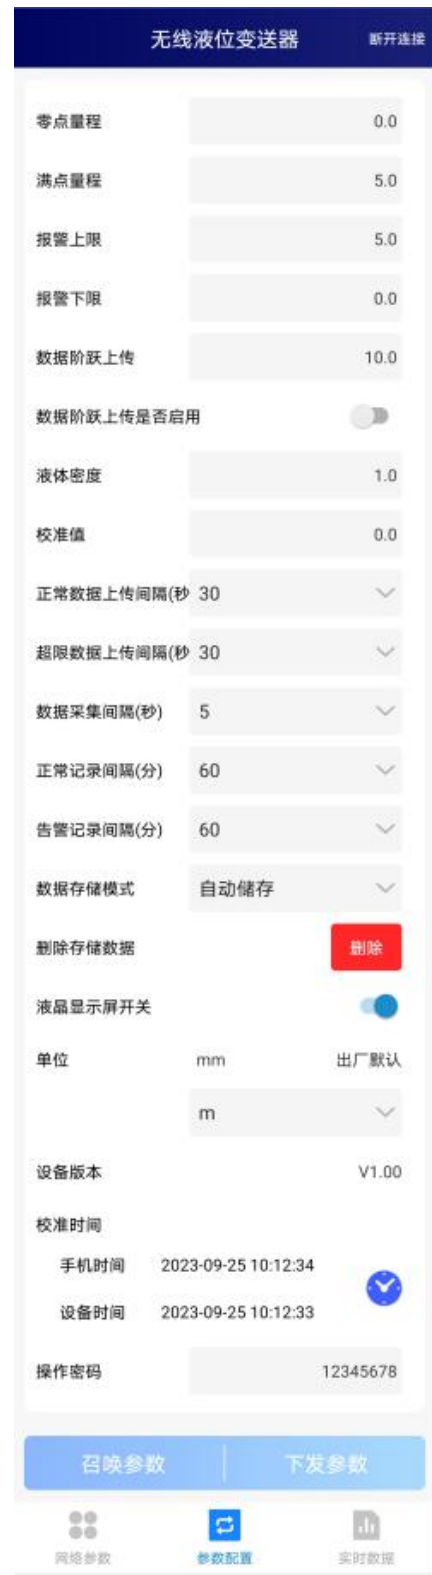 无线液位变送器 断开连接
零点量程 0.0
满点量程 5.0
报警上限 5.0
报警下限 0.0
数据阶跃上传 10.0
数据阶跃上传是否启用
液体密度 1.0
校准值 0.0
正常数据上传间隔(秒 30
超限数据上传间隔(秒 30
数据采集间隔(秒) 5
正常记录间隔(分) 60
告警记录间隔(分) 60
数据存储模式 自动储存
删除存储数据 删除
液晶显示屏开关
单位 mm 出厂默认
m
设备版本 V1.00
校准时间
手机时间 2023-09-25 10:12:34
设备时间 2023-09-25 10:12:33
操作密码 12345678
召唤参数 下发参数
网络参数 参数配置 实时数据